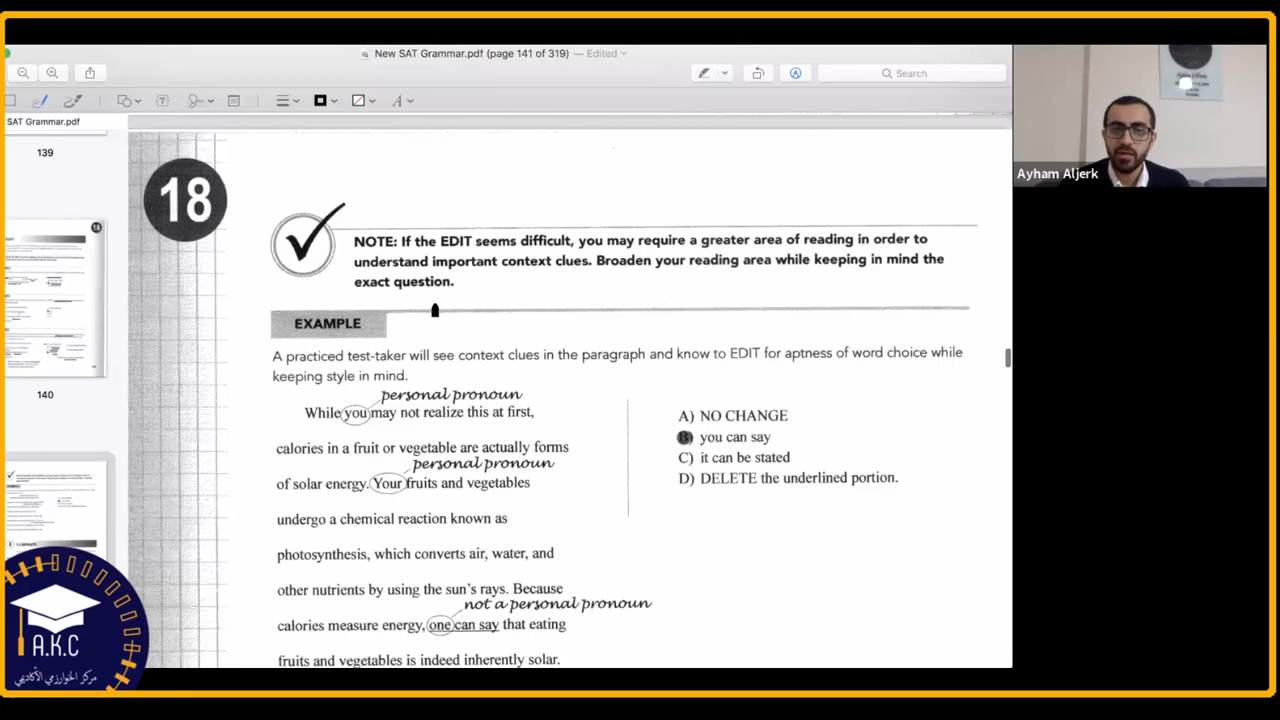 New SAT Grammar.pdf (page 141 of 319) — Edited
Search
SAT Grammar.pdf
139
18
140
18
NOTE: If the EDIT seems difficult, you may require a greater area of reading in order to
understand important context clues. Broaden your reading area while keeping in mind the
exact question.
EXAMPLE
A practiced test-taker will see context clues in the paragraph and know to EDIT for aptness of word choice while
keeping style in mind.
personal pronoun
While you may not realize this at first,
calories in a fruit or vegetable are actually forms
personal pronoun
of solar energy. Your fruits and vegetables
undergo a chemical reaction known as
photosynthesis, which converts air, water, and
other nutrients by using the sun's rays. Because
not a personal pronoun
calories measure energy, one can say that eating
fruits and vegetables is indeed inherently solar.
A) NO CHANGE
B) you can say
C) it can be stated
D) DELETE the underlined portion.
Ayham Aljerk
A.K.C
مركز الخوارزمي الأكاديمي